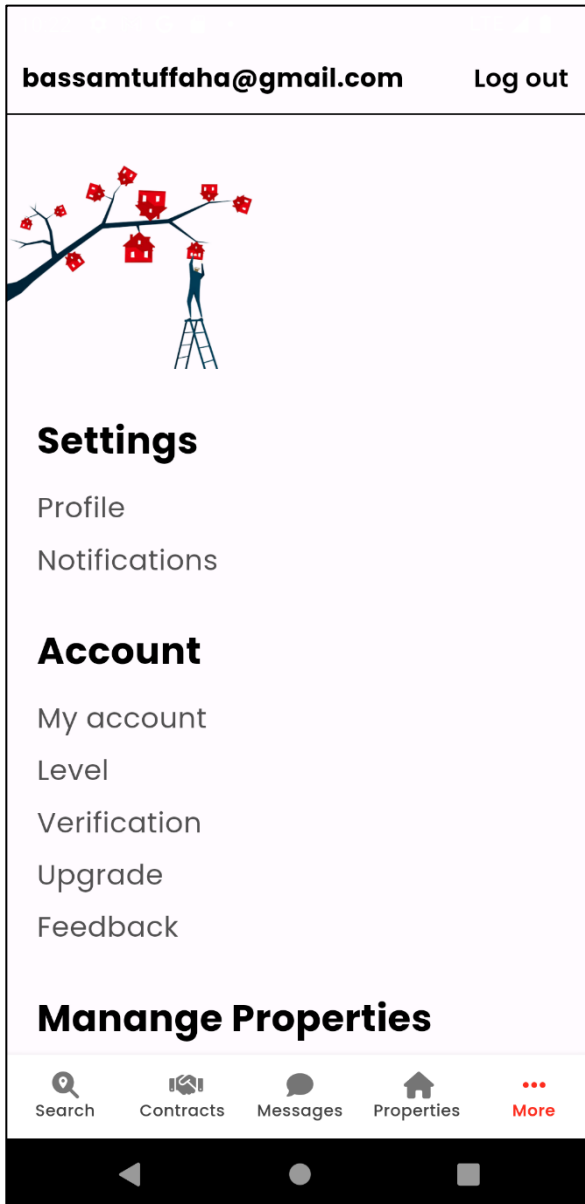 bassamtuffaha@gmail.com Log out
Settings
Profile
Notifications
Account
My account
Level
Verification
Upgrade
Feedback
Manange Properties
Search Contracts Messages Properties More